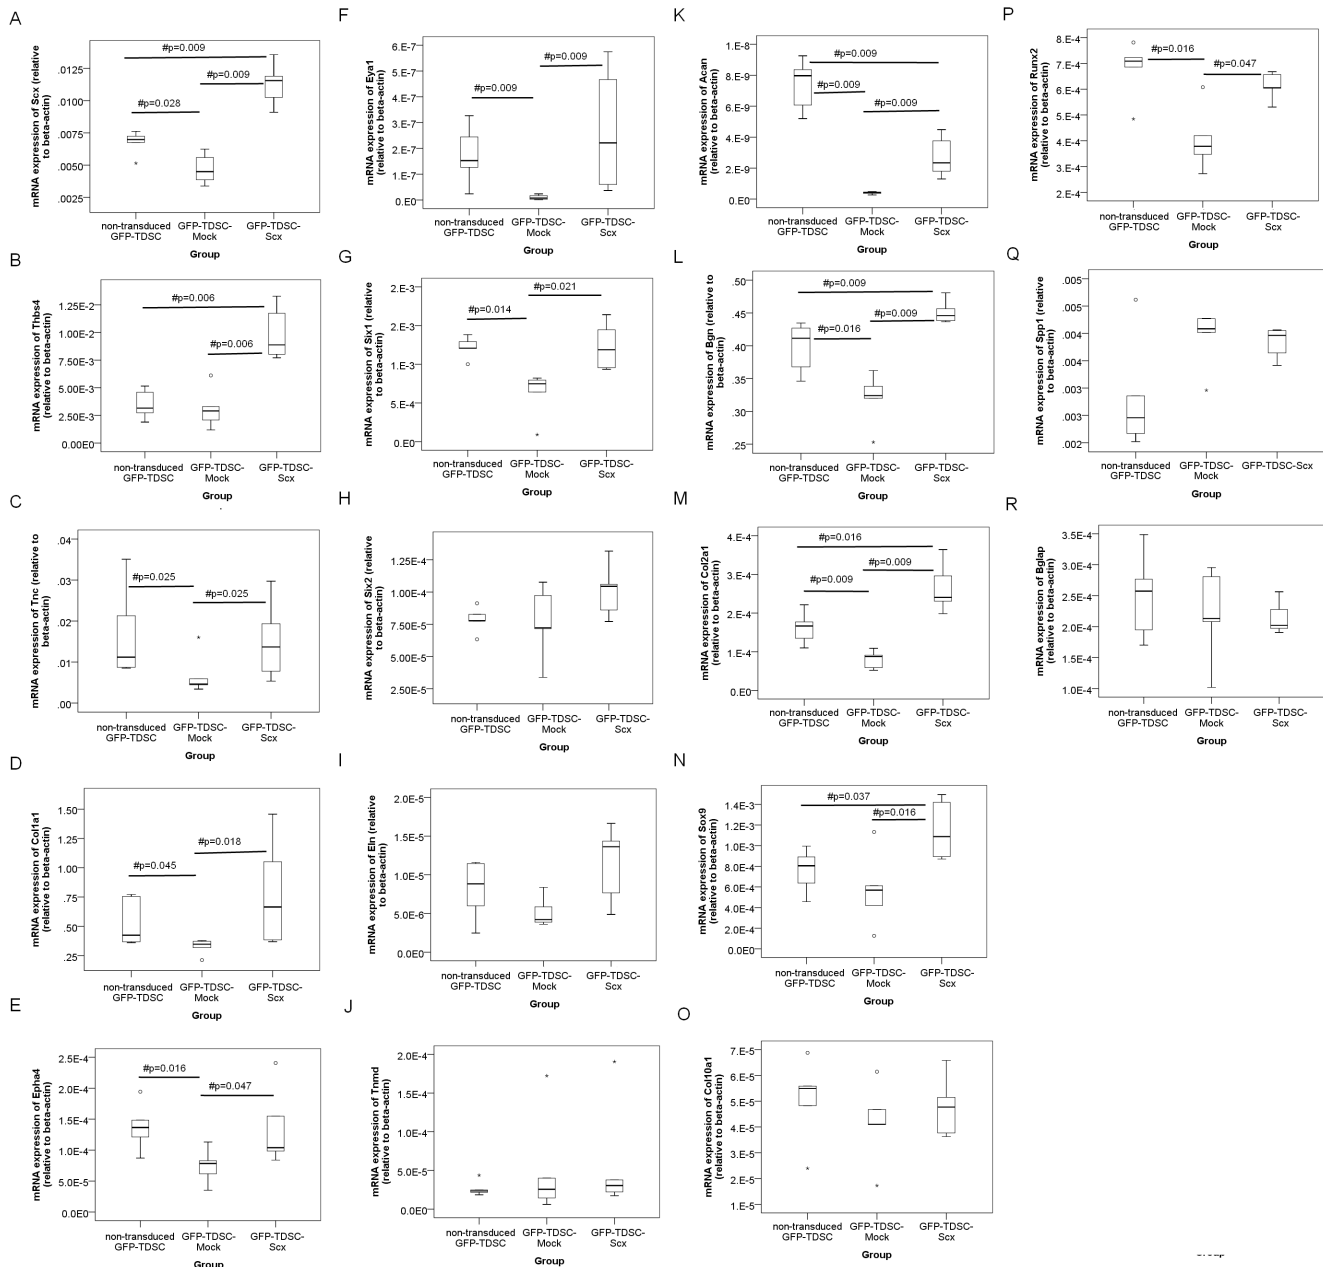 A
mRNA expression of Scx (relative
to beta-actin)
.0125
.0100
.0075
.0050
.0025
#p=0.009
#p=0.009
#p=0.028
non-transduced
GFP-TDSC
GFP-TDSC-
Mock
GFP-TDSC-
Scx
Group
B
mRNA expression of Thbs4
(relative to beta-actin)
1.25E-2
1.00E-2
7.50E-3
5.00E-3
2.50E-3
0.00E0
#p=0.006
#p=0.006
non-transduced
GFP-TDSC
GFP-TDSC-
Mock
GFP-TDSC-
Scx
Group
C
mRNA expression of Tnc (relative to
beta-actin)
.04
.03
.02
.01
.00
#p=0.025
#p=0.025
non-transduced
GFP-TDSC
GFP-TDSC-
Mock
GFP-TDSC-
Scx
Group
D
mRNA expression of Col1a1
(relative to beta-actin)
1.50
1.25
1.00
.75
.50
.25
#p=0.018
#p=0.045
non-transduced
GFP-TDSC
GFP-TDSC-
Mock
GFP-TDSC-
Scx
Group
E
mRNA expression of Epha4
(relative to beta-actin)
2.5E-4
2.0E-4
1.5E-4
1.0E-4
5.0E-5
0.0E0
#p=0.016
#p=0.047
non-transduced
GFP-TDSC
GFP-TDSC-
Mock
GFP-TDSC-
Scx
Group
F
mRNA expression of Eya1
(relative to beta-actin)
6.E-7
5.E-7
4.E-7
3.E-7
2.E-7
1.E-7
0.E0
#p=0.009
#p=0.009
non-transduced
GFP-TDSC
GFP-TDSC-
Mock
GFP-TDSC-
Scx
Group
G
mRNA expression of Six1 (relative
to beta-actin)
2.E-3
2.E-3
1.E-3
5.E-4
0.E0
#p=0.021
#p=0.014
non-transduced
GFP-TDSC
GFP-TDSC-
Mock
GFP-TDSC-
Scx
Group
H
mRNA expression of Six2 (relative
to beta-actin)
1.25E-4
1.00E-4
7.50E-5
5.00E-5
2.50E-5
non-transduced
GFP-TDSC
GFP-TDSC-
Mock
GFP-TDSC-
Scx
Group
I
mRNA expression of Eln (relative
to beta-actin)
2.0E-5
1.5E-5
1.0E-5
5.0E-6
0.0E0
non-transduced
GFP-TDSC
GFP-TDSC-
Mock
GFP-TDSC-
Scx
Group
J
mRNA expression of Tnmd
(relative to beta-actin)
2.0E-4
1.5E-4
1.0E-4
5.0E-5
0.0E0
non-transduced
GFP-TDSC
GFP-TDSC-
Mock
GFP-TDSC-
Scx
Group
K
mRNA expression of Acan
(relative to beta-actin)
1.E-8
8.E-9
6.E-9
4.E-9
2.E-9
0.E0
#p=0.009
#p=0.009
#p=0.009
non-transduced
GFP-TDSC
GFP-TDSC-
Mock
GFP-TDSC-
Scx
Group
L
mRNA expression of Bgn (relative to
beta-actin)
.50
.45
.40
.35
.30
.25
#p=0.009
#p=0.009
#p=0.016
non-transduced
GFP-TDSC
GFP-TDSC-
Mock
GFP-TDSC-
Scx
Group
M
mRNA expression of Col2a1
(relative to beta-actin)
4.E-4
3.E-4
2.E-4
1.E-4
0.E0
#p=0.016
#p=0.009
#p=0.009
non-transduced
GFP-TDSC
GFP-TDSC-
Mock
GFP-TDSC-
Scx
Group
N
mRNA expression of Sox9
(relative to beta-actin)
1.4E-3
1.2E-3
1.0E-3
8.0E-4
6.0E-4
4.0E-4
2.0E-4
0.0E0
#p=0.037
#p=0.016
non-transduced
GFP-TDSC
GFP-TDSC-
Mock
GFP-TDSC-
Scx
Group
O
mRNA expression of Col10a1
(relative to beta-actin)
7.E-5
6.E-5
5.E-5
4.E-5
3.E-5
2.E-5
1.E-5
non-transduced
GFP-TDSC
GFP-TDSC-
Mock
GFP-TDSC-
Scx
Group
P
mRNA expression of Runx2
(relative to beta-actin)
8.E-4
7.E-4
6.E-4
5.E-4
4.E-4
3.E-4
2.E-4
#p=0.016
#p=0.047
non-transduced
GFP-TDSC
GFP-TDSC-
Mock
GFP-TDSC-
Scx
Group
Q
mRNA expression of Spp1 (relative
to beta-actin)
.005
.005
.004
.004
.003
.003
.002
non-transduced
GFP-TDSC
GFP-TDSC-
Mock
GFP-TDSC-Scx
Group
R
mRNA expression of Bglap
(relative to beta-actin)
3.5E-4
3.0E-4
2.5E-4
2.0E-4
1.5E-4
1.0E-4
non-transduced
GFP-TDSC
GFP-TDSC-
Mock
GFP-TDSC-
Scx
Group